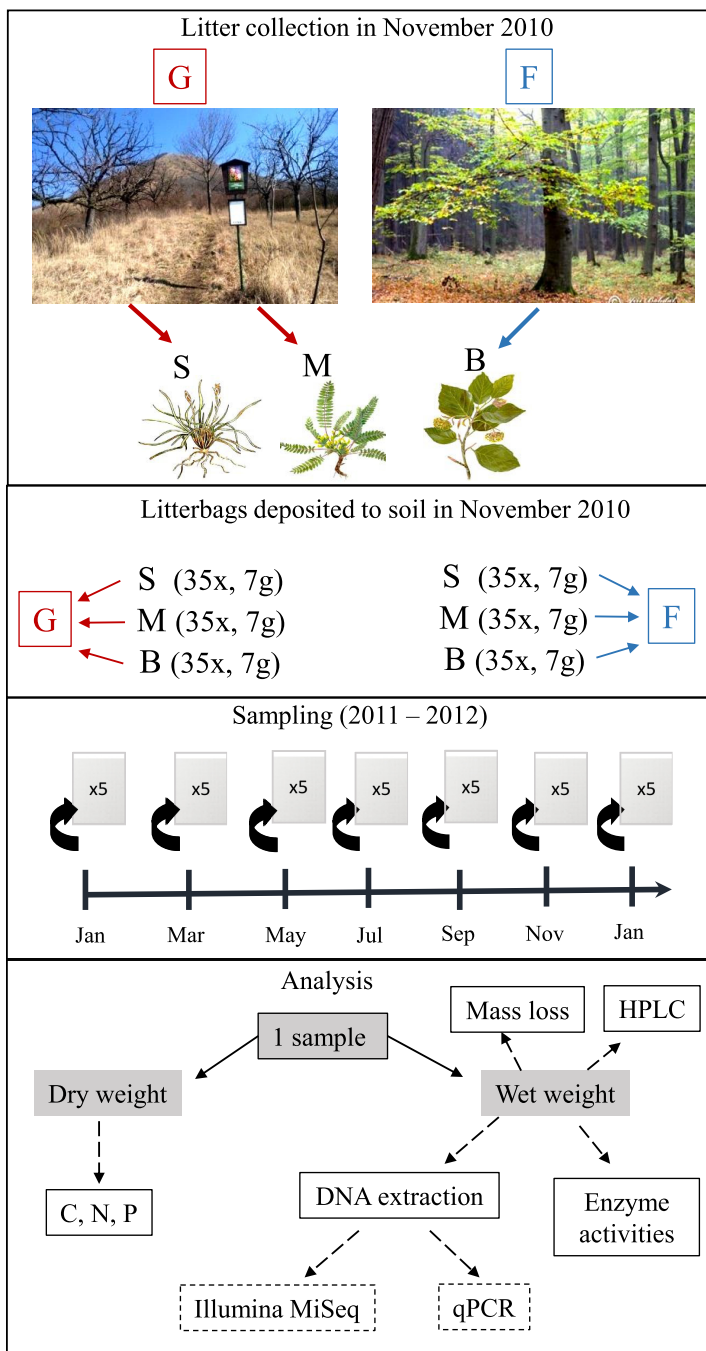 Litter collection in November 2010
G
F
S
M
B
Litterbags deposited to soil in November 2010
S (35x, 7g)
G
M (35x, 7g)
B (35x, 7g)
S (35x, 7g)
M (35x, 7g)
F
B (35x, 7g)
Sampling (2011 – 2012)
x5 x5 x5 x5 x5 x5 x5
Jan Mar May Jul Sep Nov Jan
Analysis
1 sample
Mass loss
HPLC
Dry weight
Wet weight
C, N, P
DNA extraction
Enzyme
activities
Illumina MiSeq
qPCR